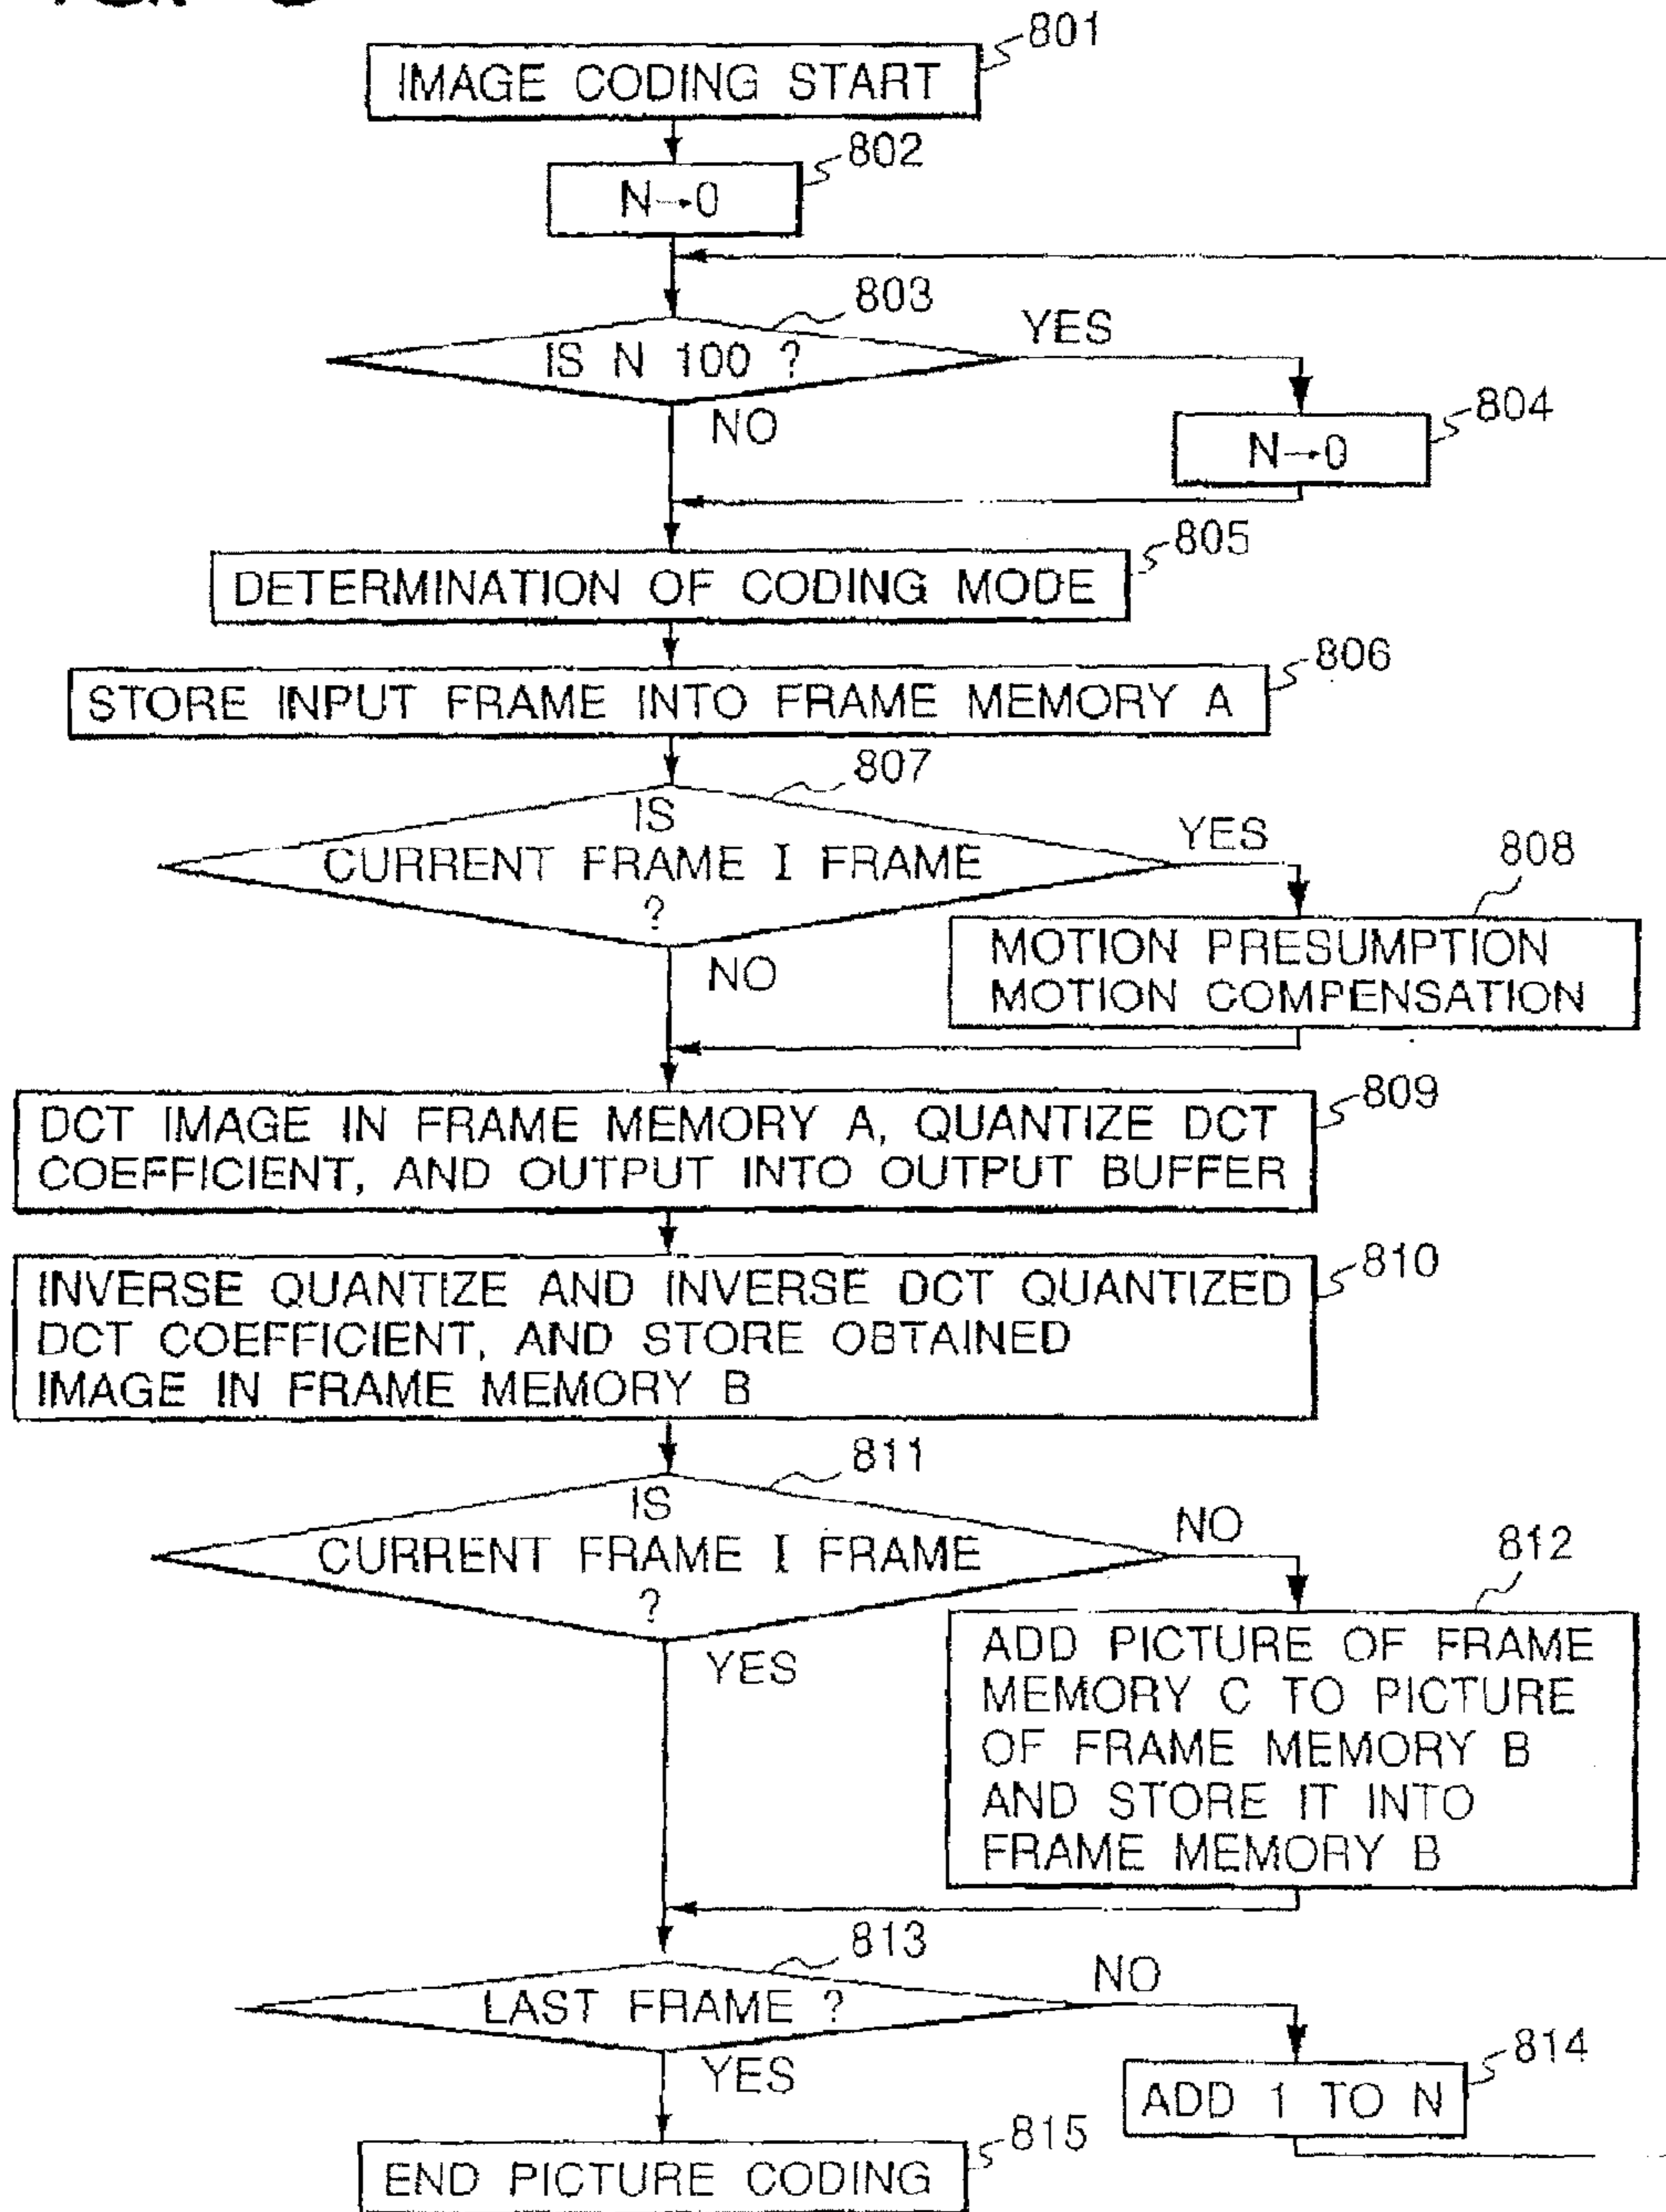 801
IMAGE CODING START
802
N→0
803
IS N 100 ?
YES
NO
804
N→0
805
DETERMINATION OF CODING MODE
806
STORE INPUT FRAME INTO FRAME MEMORY A
807
IS
CURRENT FRAME I FRAME
?
YES
NO
808
MOTION PRESUMPTION
MOTION COMPENSATION
809
DCT IMAGE IN FRAME MEMORY A, QUANTIZE DCT
COEFFICIENT, AND OUTPUT INTO OUTPUT BUFFER
810
INVERSE QUANTIZE AND INVERSE DCT QUANTIZED
DCT COEFFICIENT, AND STORE OBTAINED
IMAGE IN FRAME MEMORY B
811
IS
CURRENT FRAME I FRAME
?
NO
YES
812
ADD PICTURE OF FRAME
MEMORY C TO PICTURE
OF FRAME MEMORY B
AND STORE IT INTO
FRAME MEMORY B
813
LAST FRAME ?
NO
YES
814
ADD 1 TO N
815
END PICTURE CODING